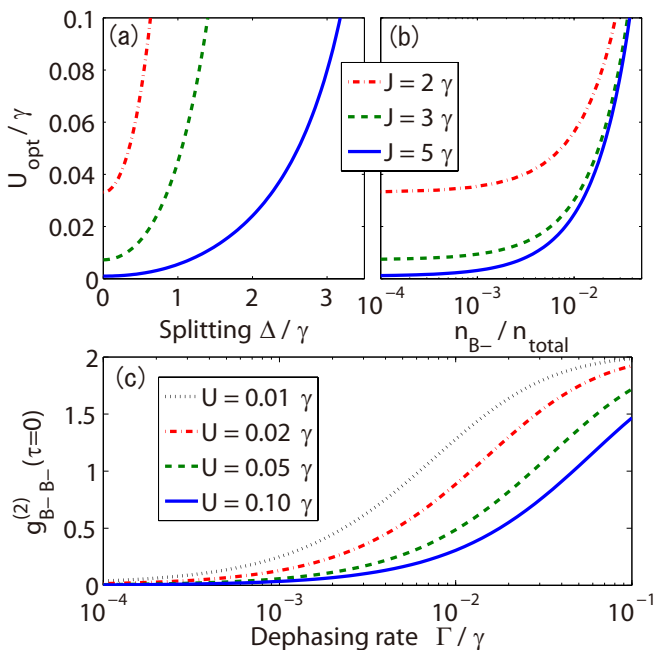 (a)
(b)
0.1
0.08
0.06
0.04
0.02
0
U_opt / γ
J = 2 γ
J = 3 γ
J = 5 γ
0 1 2 3
Splitting Δ / γ
10^−4 10^−3 10^−2
n_B− / n_total
(c)
2
1.5
1
0.5
0
g^(2)_B− B− (τ=0)
U = 0.01 γ
U = 0.02 γ
U = 0.05 γ
U = 0.10 γ
10^−4 10^−3 10^−2 10^−1
Dephasing rate Γ / γ